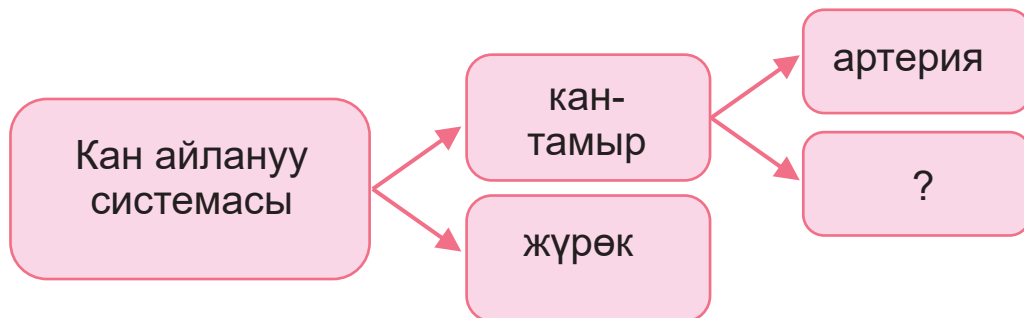 Кан айлануу
системасы
кан-
тамыр
жүрөк
артерия
?